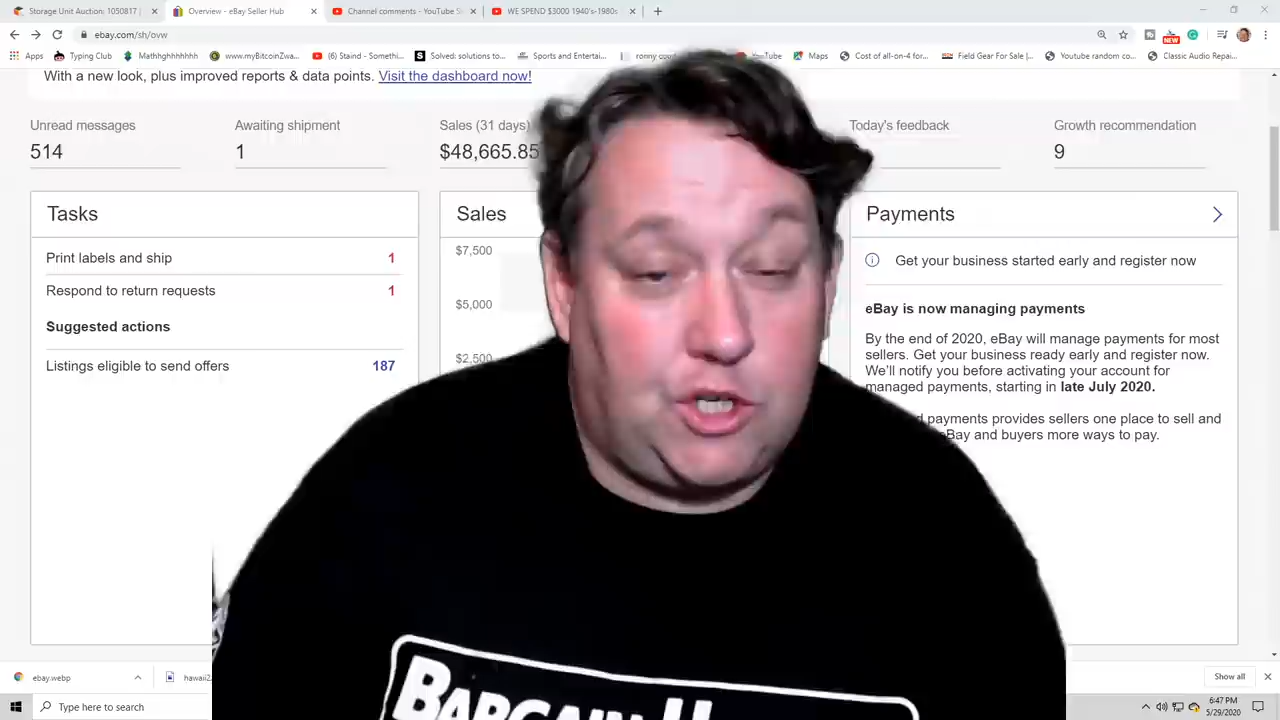 Storage Unit Auction: 1050817 |
Overview - eBay Seller Hub
Channel comments - YouTube St
WE SPEND $3000 1940's-1980s
ebay.com/sh/ovw
NEW
Apps
Typing Club
Mathhghhhhhhh
www.myBitcoinZwa...
(6) Staind - Somethi...
Solved: solutions to...
Sports and Entertai...
ronny
YouTube
Maps
Cost of all-on-4 for...
Field Gear For Sale |...
Youtube random co...
Classic Audio Repai...
With a new look, plus improved reports & data points. Visit the dashboard now!
Unread messages
514
Awaiting shipment
1
Sales (31 days)
$48,665.85
Today's feedback
Growth recommendation
9
Tasks
Print labels and ship 1
Respond to return requests 1
Suggested actions
Listings eligible to send offers 187
Sales
$7,500
$5,000
$2,500
Payments
Get your business started early and register now
eBay is now managing payments
By the end of 2020, eBay will manage payments for most
sellers. Get your business ready early and register now.
We'll notify you before activating your account for
managed payments, starting in late July 2020.
payments provides sellers one place to sell and
eBay and buyers more ways to pay.
BARGAIN
ebay.webp
Show all
Type here to search
6:47 PM
5/29/2020